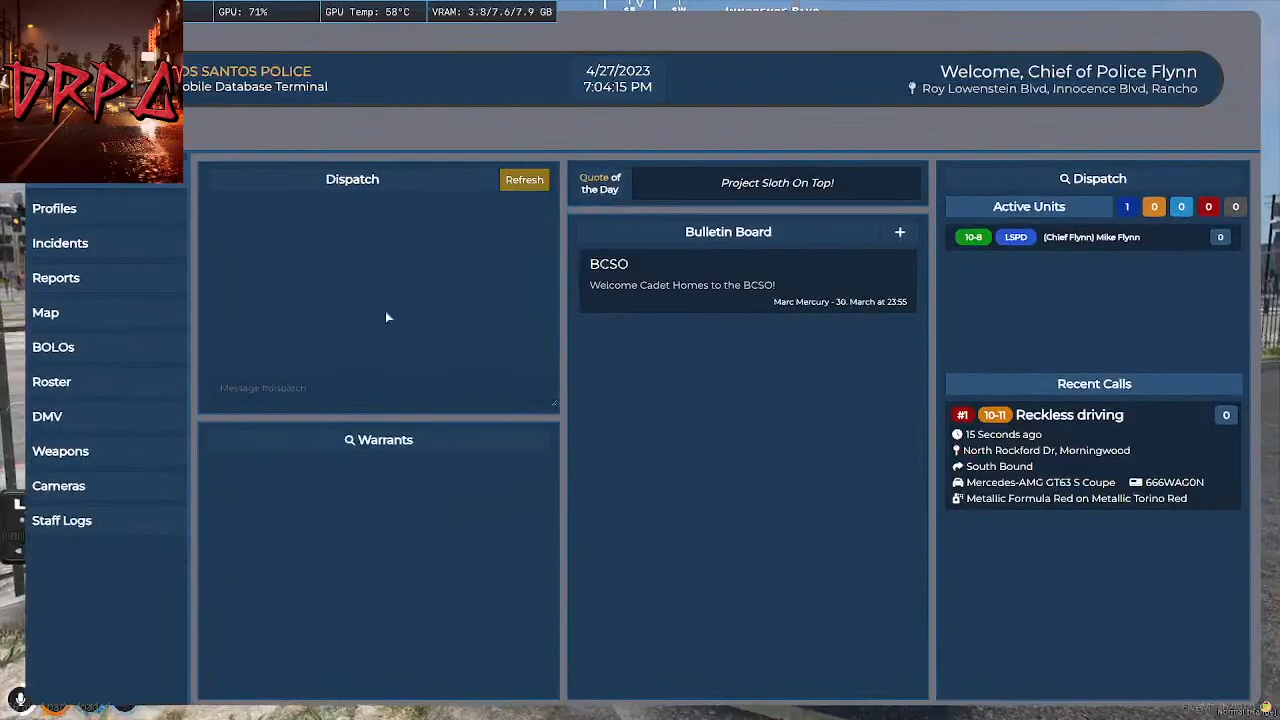 GPU: 71%
GPU Temp: 58°C
VRAM: 3.8/7.6/7.9 GB
DRPA
OS SANTOS POLICE
obile Database Terminal
4/27/2023
7:04:15 PM
Welcome, Chief of Police Flynn
Roy Lowenstein Blvd, Innocence Blvd, Rancho
Profiles
Incidents
Reports
Map
BOLOs
Roster
DMV
Weapons
Cameras
Staff Logs
Dispatch
Refresh
Message #dispatch
Warrants
Quote of
the Day
Project Sloth On Top!
Bulletin Board
+
BCSO
Welcome Cadet Homes to the BCSO!
Marc Mercury - 30. March at 23:55
Dispatch
Active Units
1 0 0 0 0
10-8 LSPD (Chief Flynn) Mike Flynn 0
Recent Calls
#1 10-11 Reckless driving 0
15 Seconds ago
North Rockford Dr, Morningwood
South Bound
Mercedes-AMG GT63 S Coupe 666WAG0N
Metallic Formula Red on Metallic Torino Red